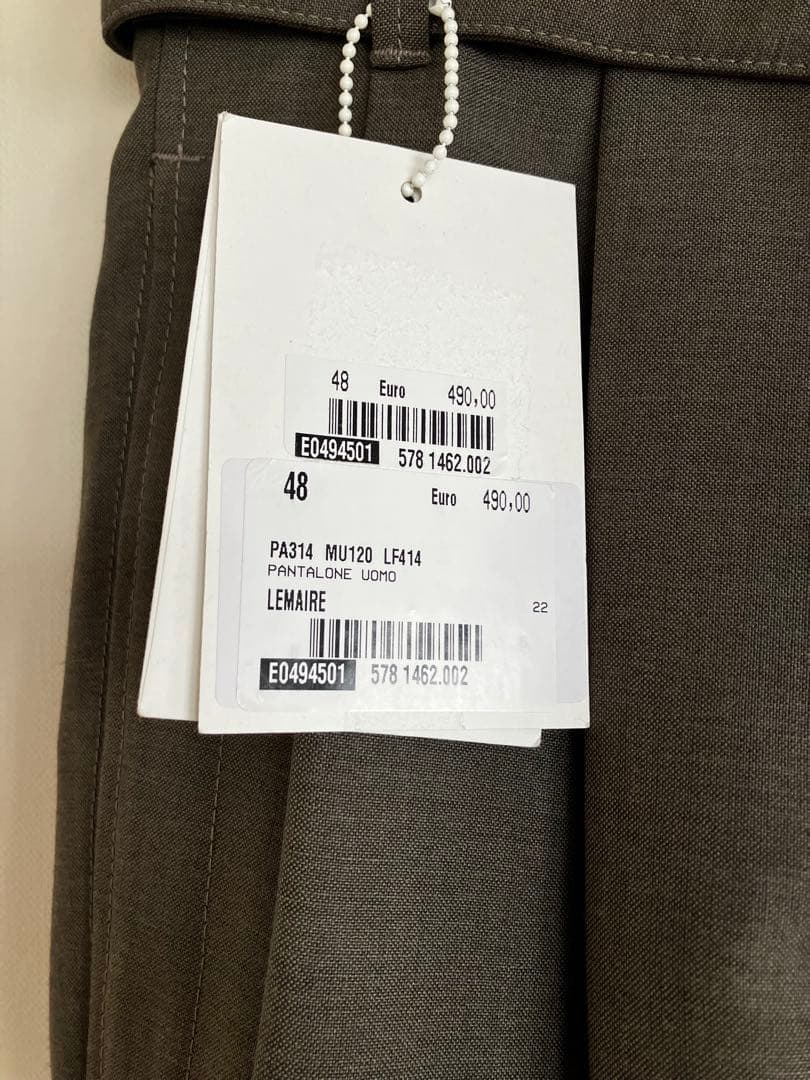 48 Euro 490,00
E0494501 578 1462.002
48 Euro 490,00
PA314 MU120 LF414
PANTALONE UOMO
LEMAIRE 22
E0494501 578 1462.002